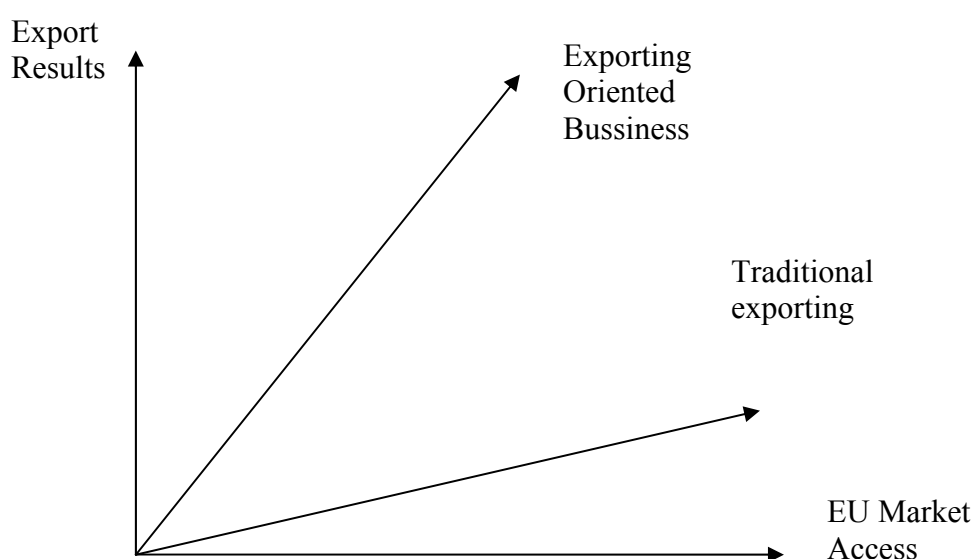 Export
Results
Exporting
Oriented
Bussiness
Traditional
exporting
EU Market
Access